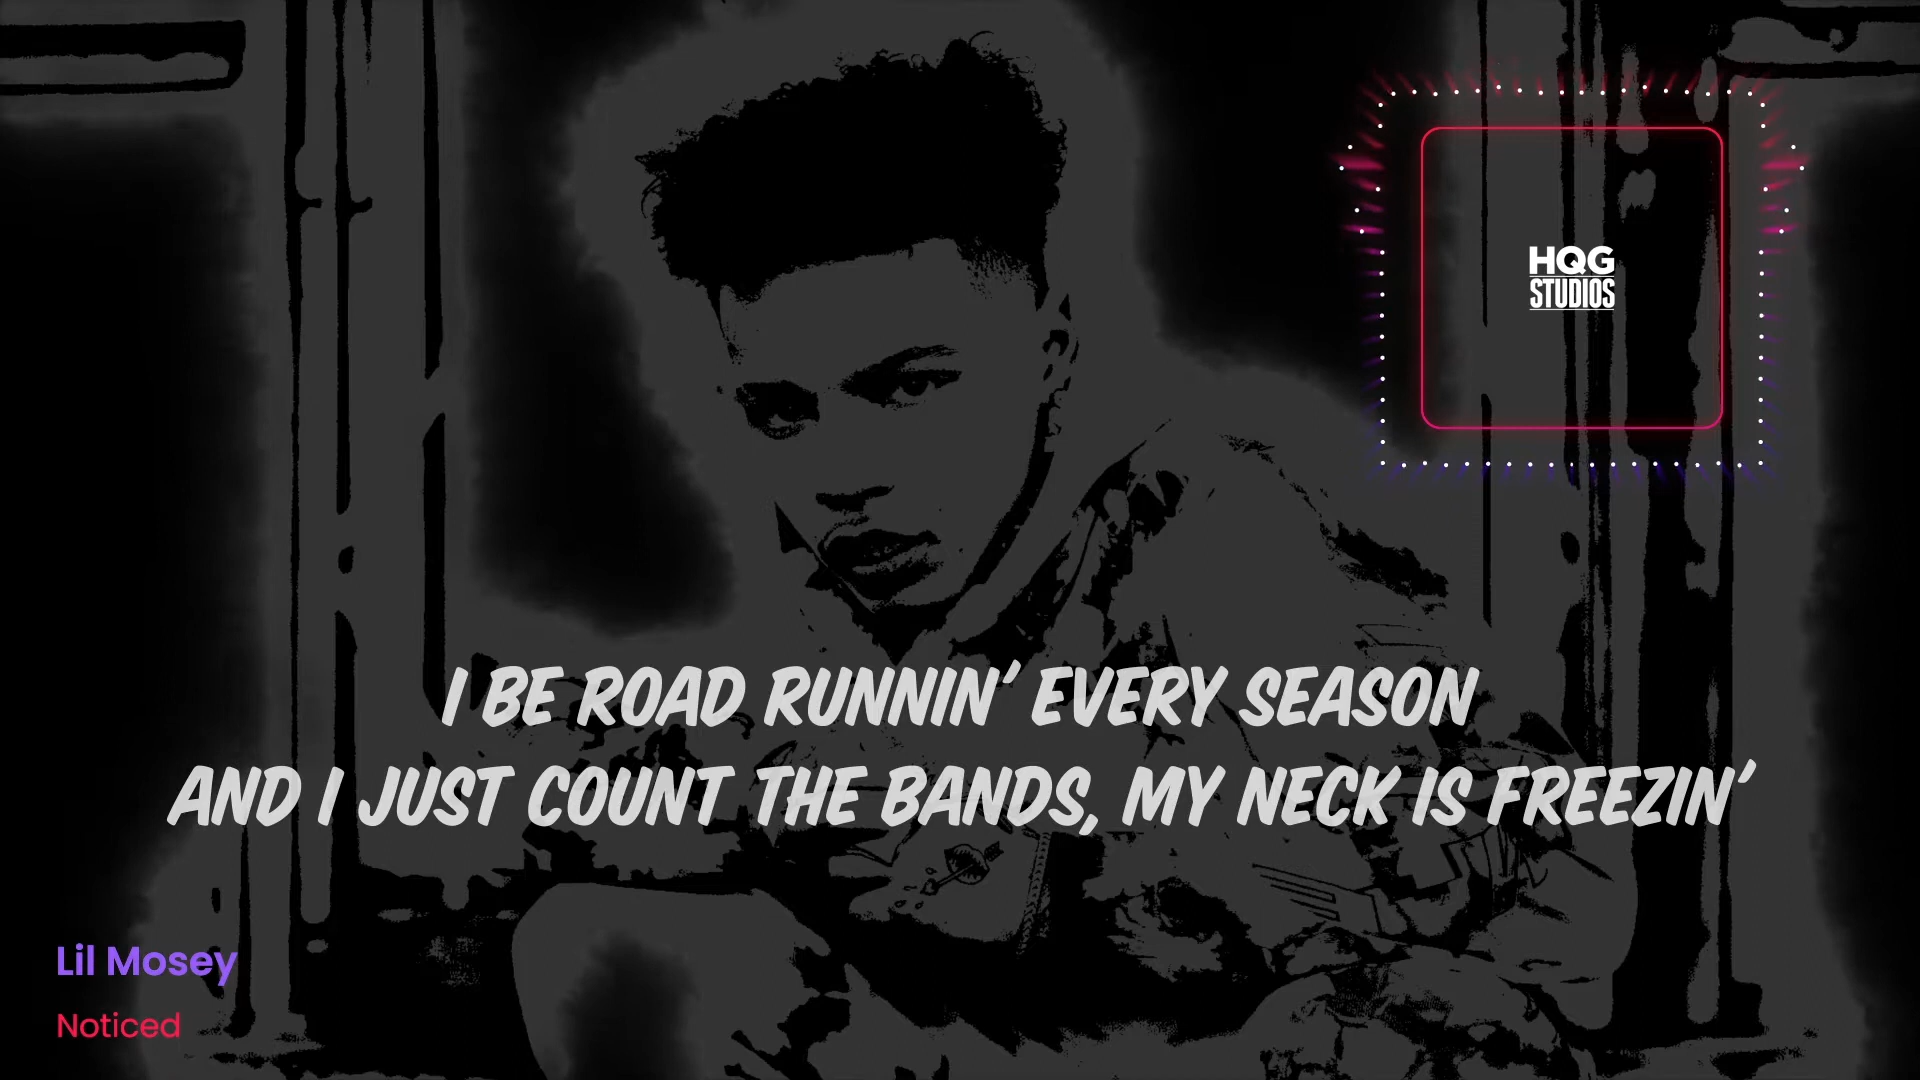 HQG
STUDIOS
I BE ROAD RUNNIN' EVERY SEASON
AND I JUST COUNT THE BANDS, MY NECK IS FREEZIN'
Lil Mosey
Noticed